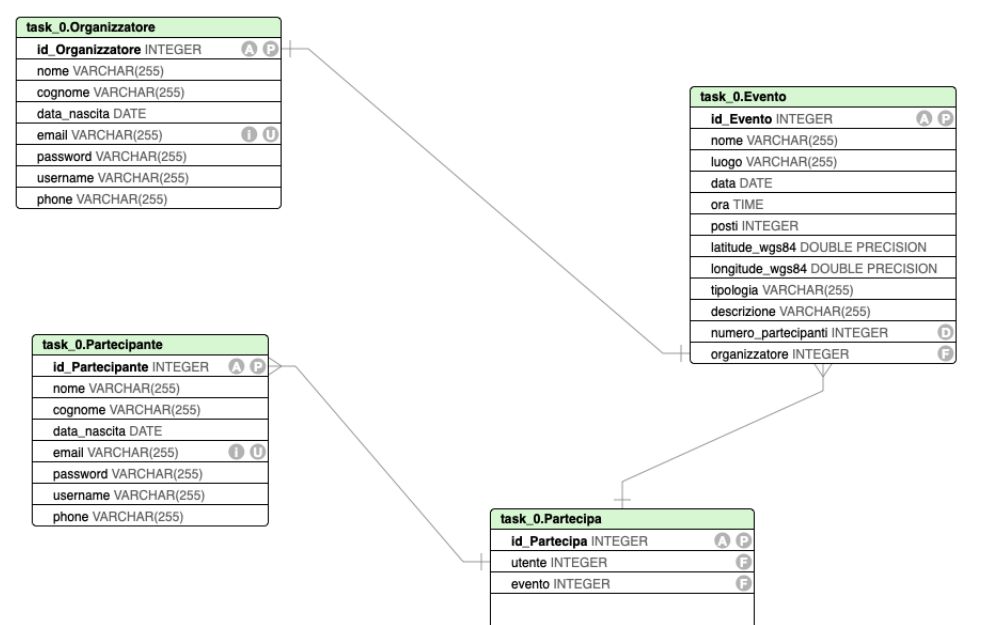 task_0.Organizzatore
id_Organizzatore INTEGER A P
nome VARCHAR(255)
cognome VARCHAR(255)
data_nascita DATE
email VARCHAR(255) i U
password VARCHAR(255)
username VARCHAR(255)
phone VARCHAR(255)
task_0.Evento
id_Evento INTEGER A P
nome VARCHAR(255)
luogo VARCHAR(255)
data DATE
ora TIME
posti INTEGER
latitude_wgs84 DOUBLE PRECISION
longitude_wgs84 DOUBLE PRECISION
tipologia VARCHAR(255)
descrizione VARCHAR(255)
numero_partecipanti INTEGER D
organizzatore INTEGER F
task_0.Partecipante
id_Partecipante INTEGER A P
nome VARCHAR(255)
cognome VARCHAR(255)
data_nascita DATE
email VARCHAR(255) i U
password VARCHAR(255)
username VARCHAR(255)
phone VARCHAR(255)
task_0.Partecipa
id_Partecipa INTEGER A P
utente INTEGER F
evento INTEGER F